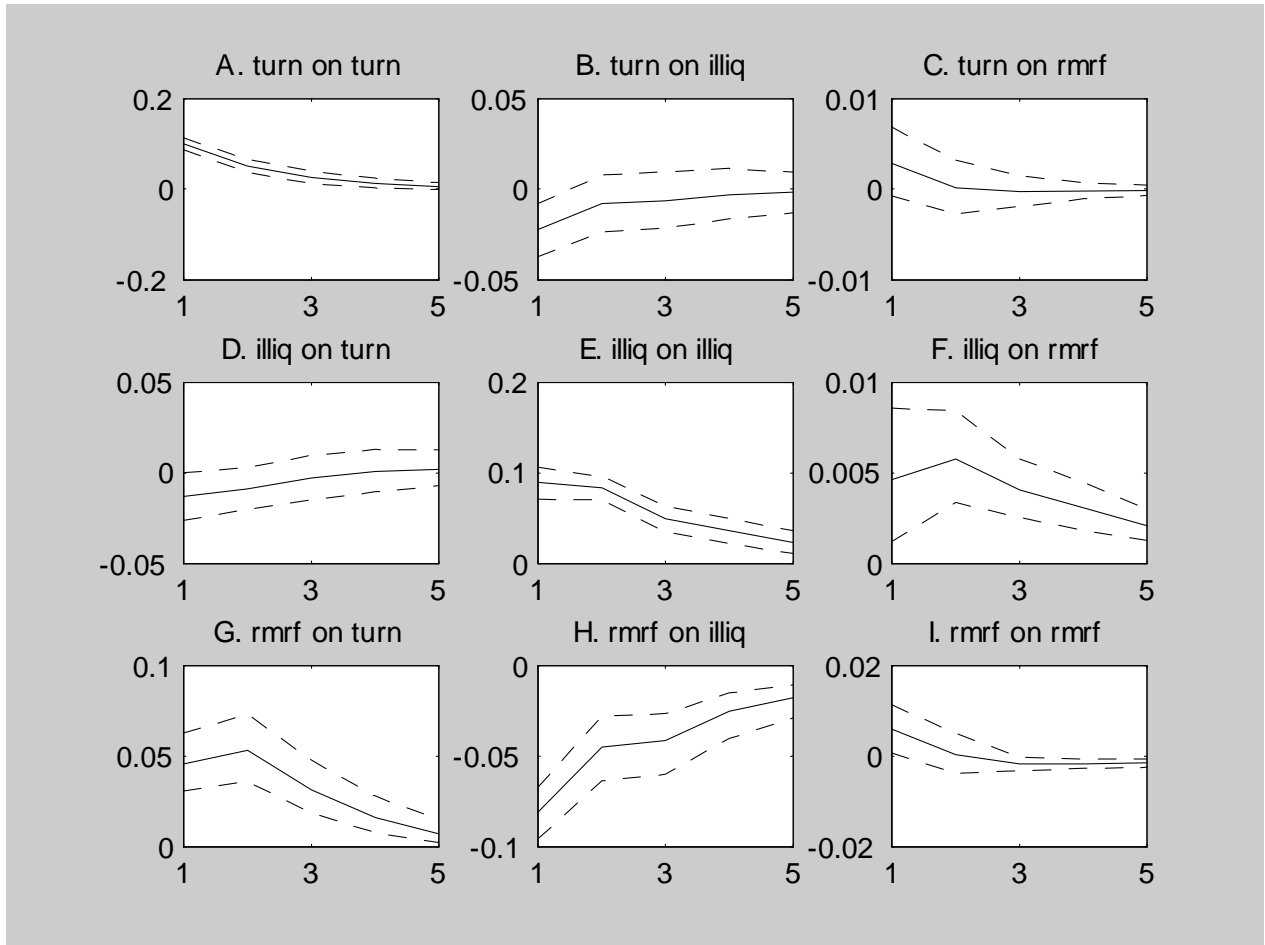 A. turn on turn
B. turn on illiq
C. turn on rmrf
0.2
0
-0.2
1 3 5
0.05
0
-0.05
1 3 5
0.01
0
-0.01
1 3 5
D. illiq on turn
E. illiq on illiq
F. illiq on rmrf
0.05
0
-0.05
1 3 5
0.2
0.1
0
1 3 5
0.01
0.005
0
1 3 5
G. rmrf on turn
H. rmrf on illiq
I. rmrf on rmrf
0.1
0.05
0
1 3 5
0
-0.05
-0.1
1 3 5
0.02
0
-0.02
1 3 5